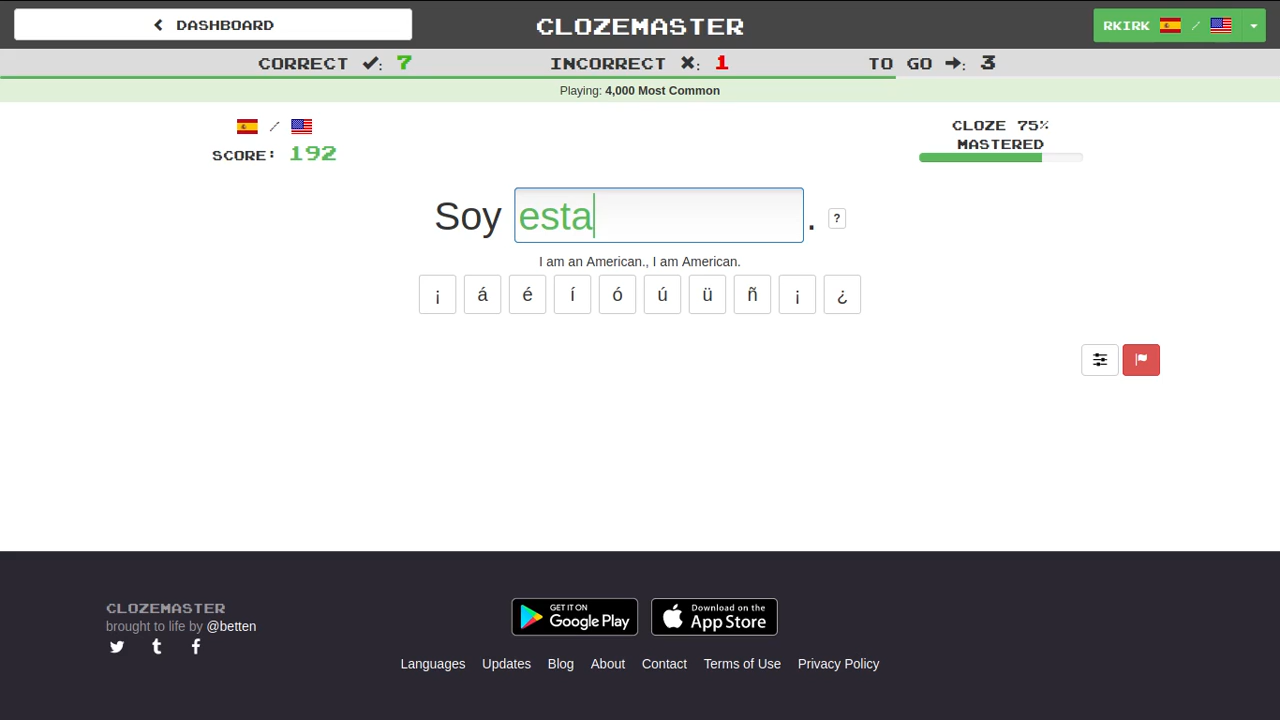 DASHBOARD
CLOZEMASTER
RKIRK /
CORRECT ✔: 7
INCORRECT ✖: 1
TO GO ➔: 3
Playing: 4,000 Most Common
/
SCORE: 192
CLOZE 75%
MASTERED
Soy esta. ?
I am an American., I am American.
¡ á é í ó ú ü ñ ¡ ¿
CLOZEMASTER
brought to life by @betten
GET IT ON
Google Play
Download on the
App Store
Languages Updates Blog About Contact Terms of Use Privacy Policy